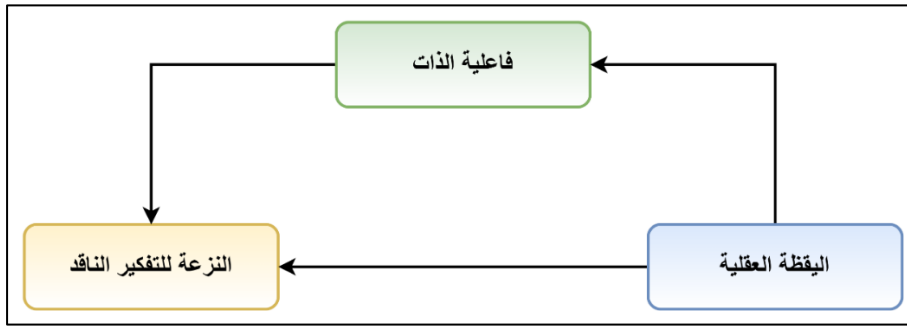 فاعلية الذات
اليقظة العقلية
النزعة للتفكير الناقد